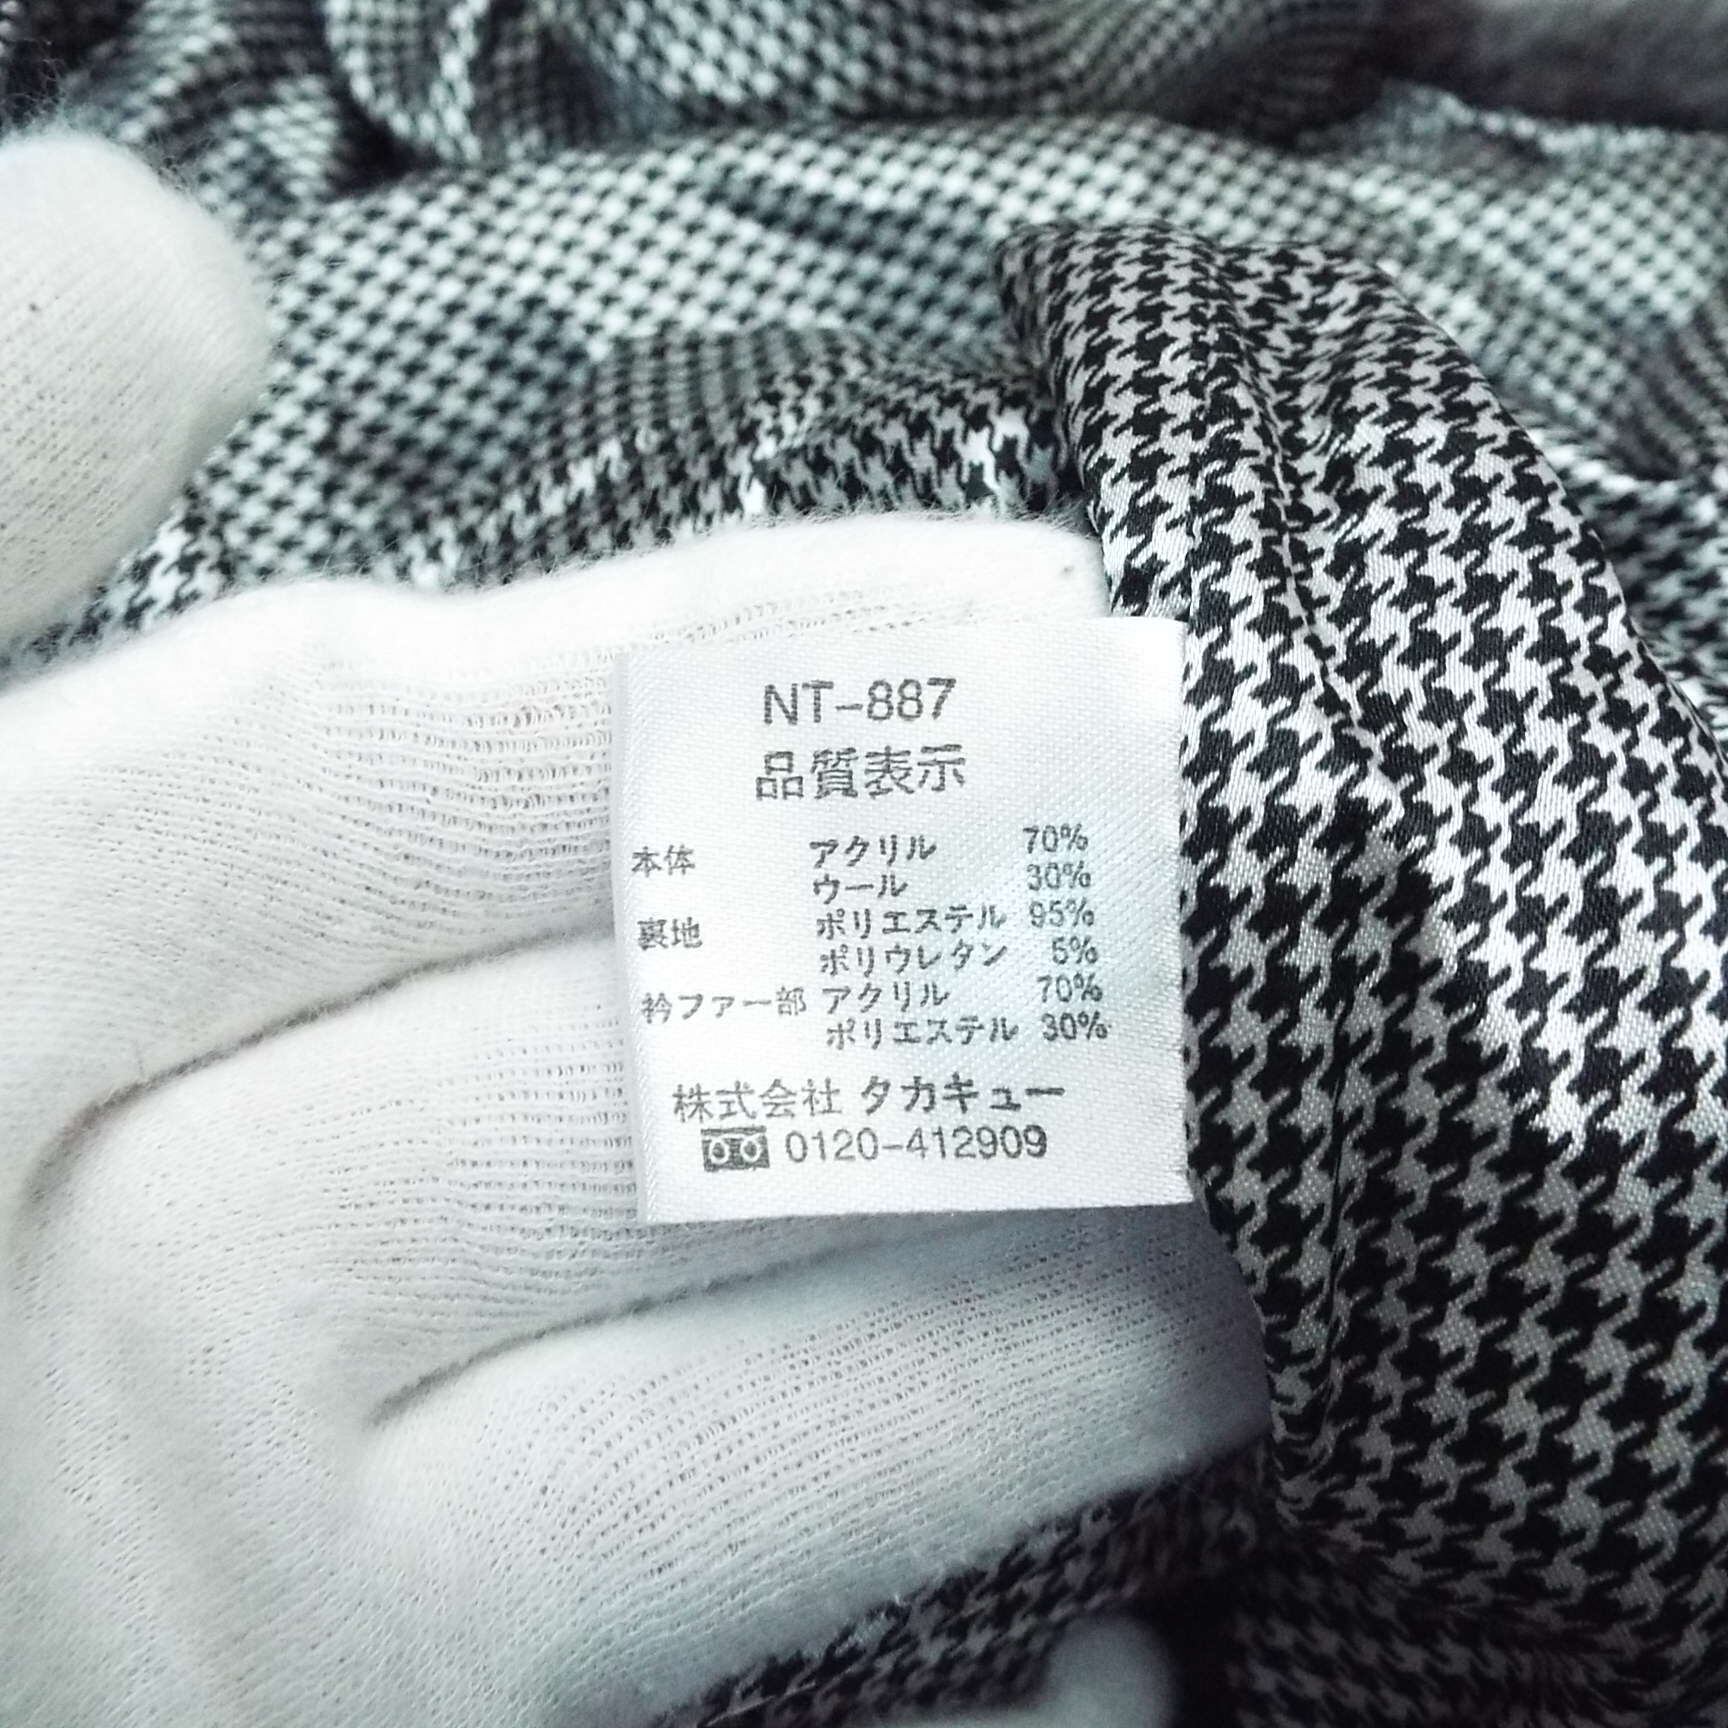 NT-887
品質表示
本体 アクリル 70%
ウール 30%
裏地 ポリエステル 95%
ポリウレタン 5%
衿ファー部 アクリル 70%
ポリエステル 30%
株式会社 タカキュー
0120-412909